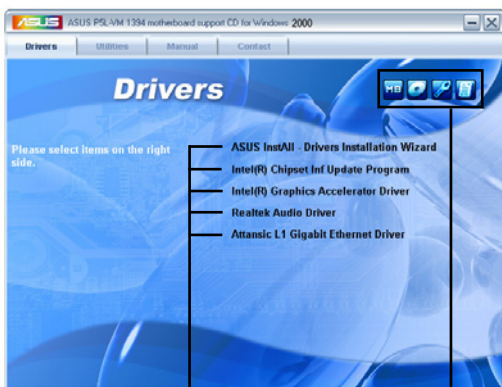 ASUS ASUS P5L-VM 1394 motherboard support CD for Windows 2000
Drivers Utilities Manual Contact
Drivers
MB
Please select items on the right
side.
ASUS InstAll - Drivers Installation Wizard
Intel(R) Chipset Inf Update Program
Intel(R) Graphics Accelerator Driver
Realtek Audio Driver
Attansic L1 Gigabit Ethernet Driver